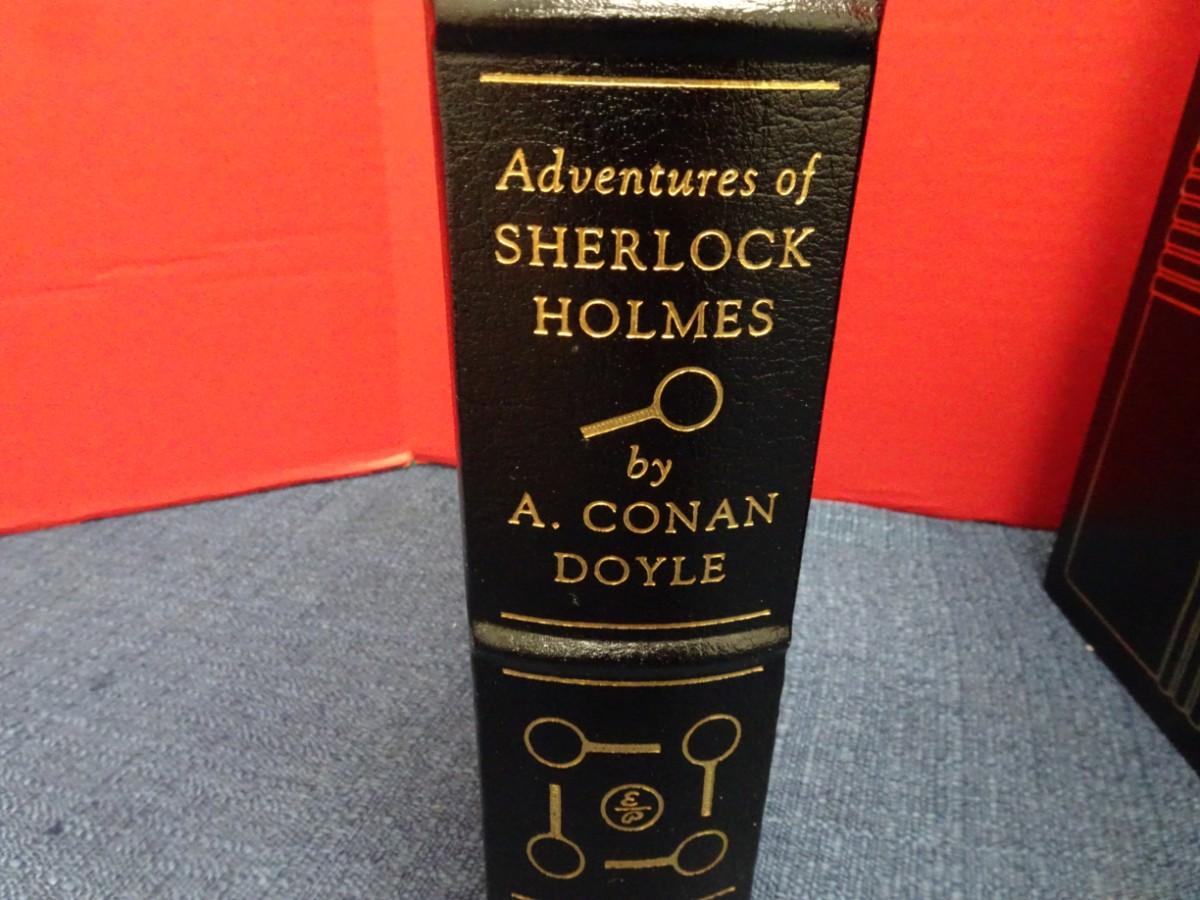 Adventures of
SHERLOCK
HOLMES
by
A. CONAN
DOYLE